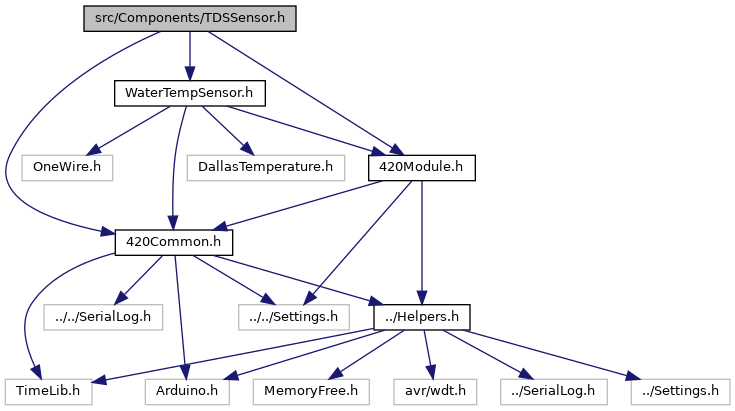 src/Components/TDSSensor.h
WaterTempSensor.h
OneWire.h
DallasTemperature.h
420Module.h
420Common.h
../../SerialLog.h
../../Settings.h
../Helpers.h
TimeLib.h
Arduino.h
MemoryFree.h
avr/wdt.h
../SerialLog.h
../Settings.h